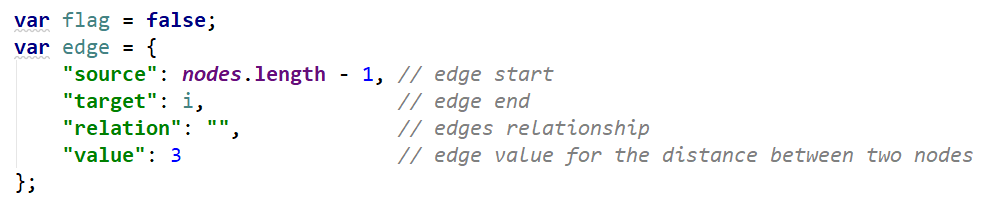 var flag = false;
var edge = {
    "source": nodes.length - 1, // edge start
    "target": i,                // edge end
    "relation": "",             // edges relationship
    "value": 3                  // edge value for the distance between two nodes
};